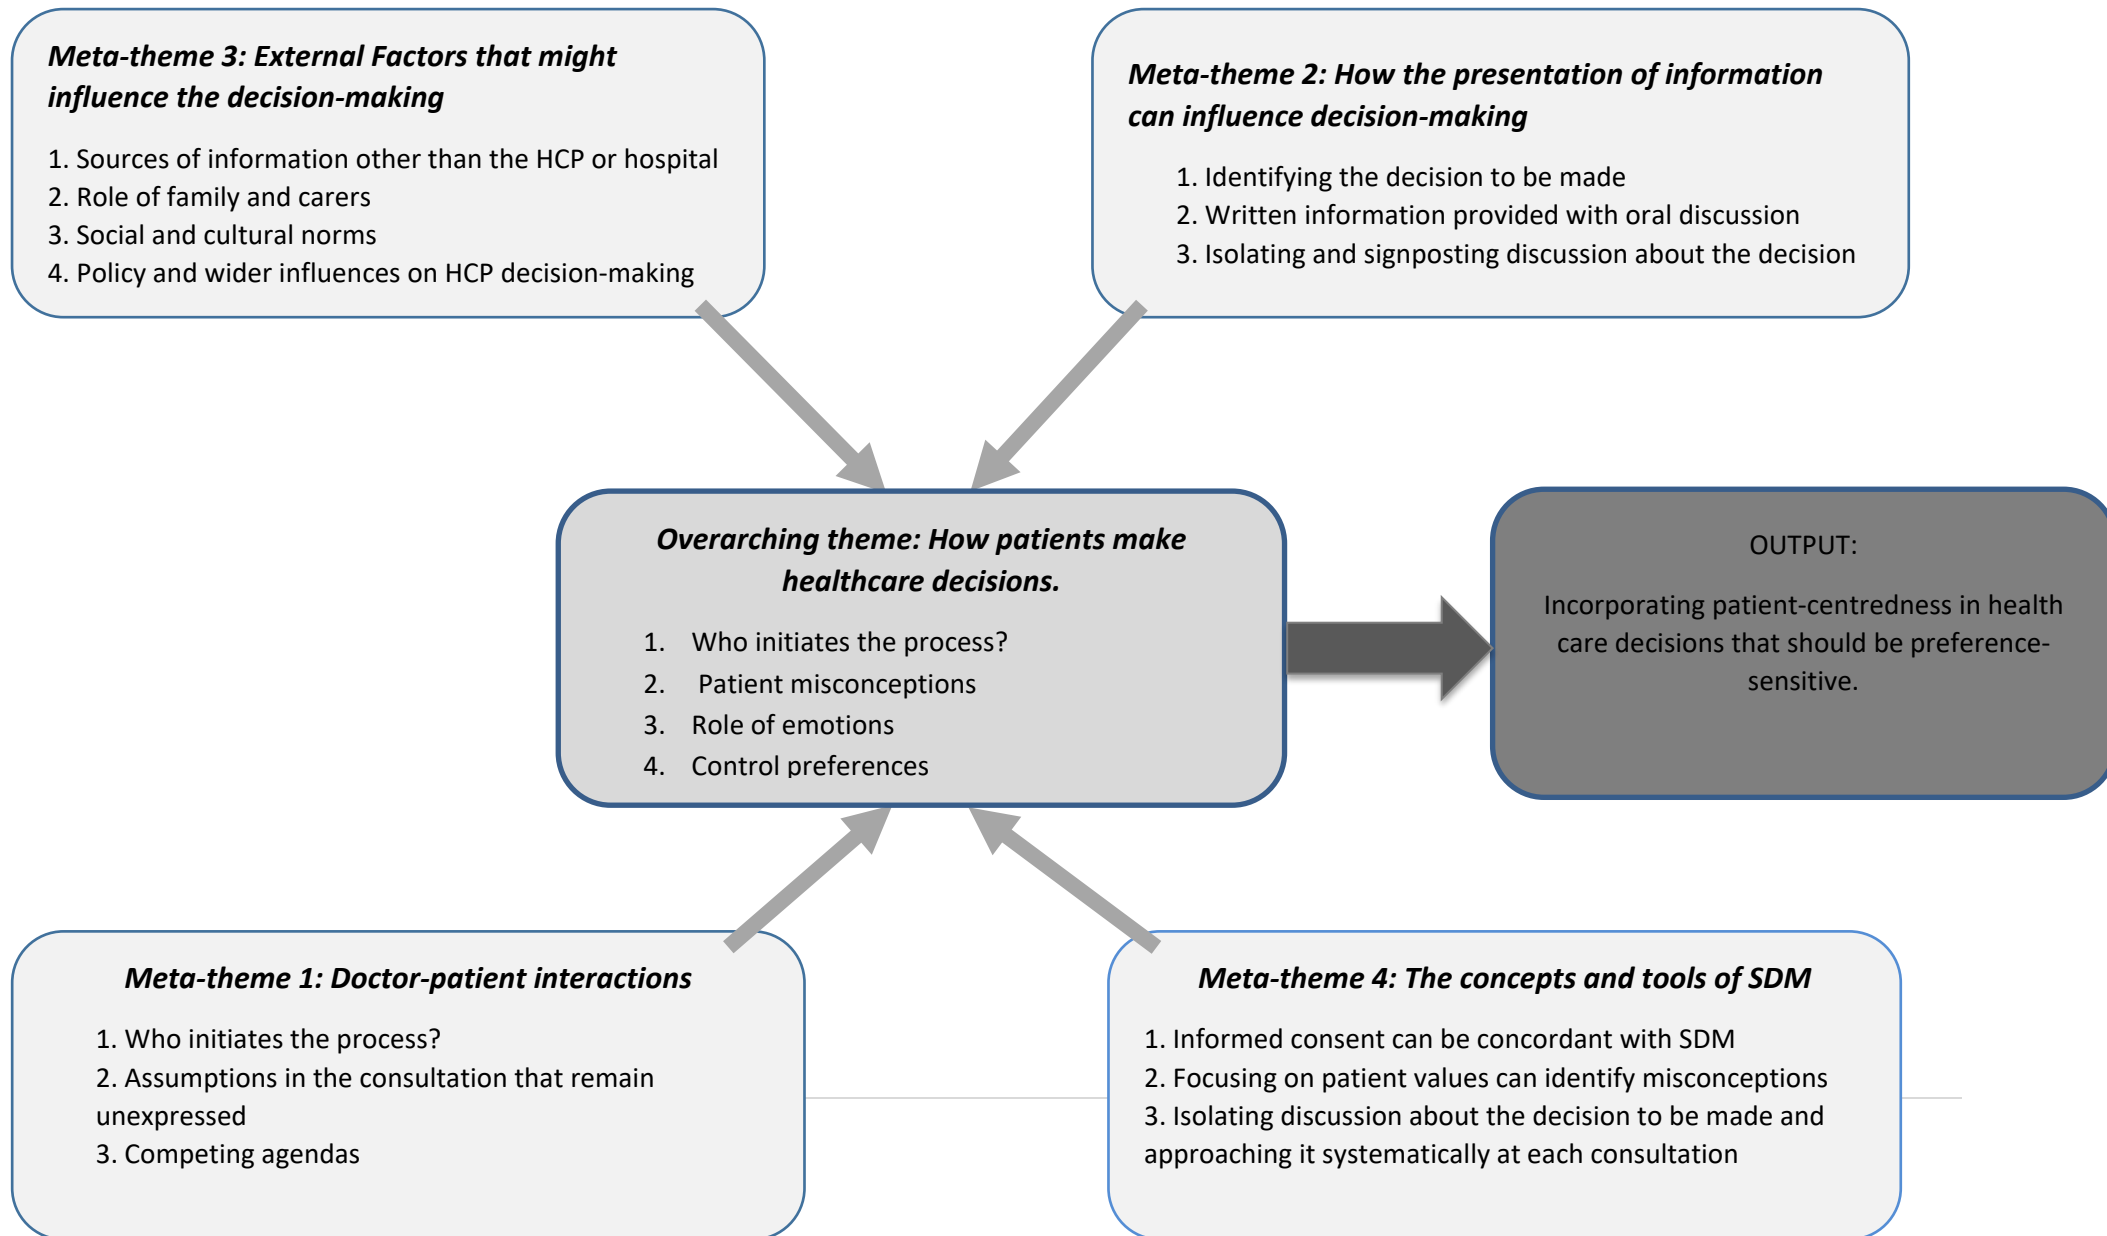 Meta-theme 3: External Factors that might
influence the decision-making
1. Sources of information other than the HCP or hospital
2. Role of family and carers
3. Social and cultural norms
4. Policy and wider influences on HCP decision-making
Meta-theme 2: How the presentation of information
can influence decision-making
1. Identifying the decision to be made
2. Written information provided with oral discussion
3. Isolating and signposting discussion about the decision
Overarching theme: How patients make
healthcare decisions.
1. Who initiates the process?
2. Patient misconceptions
3. Role of emotions
4. Control preferences
OUTPUT:
Incorporating patient-centredness in health
care decisions that should be preference-
sensitive.
Meta-theme 1: Doctor-patient interactions
1. Who initiates the process?
2. Assumptions in the consultation that remain
unexpressed
3. Competing agendas
Meta-theme 4: The concepts and tools of SDM
1. Informed consent can be concordant with SDM
2. Focusing on patient values can identify misconceptions
3. Isolating discussion about the decision to be made and
approaching it systematically at each consultation